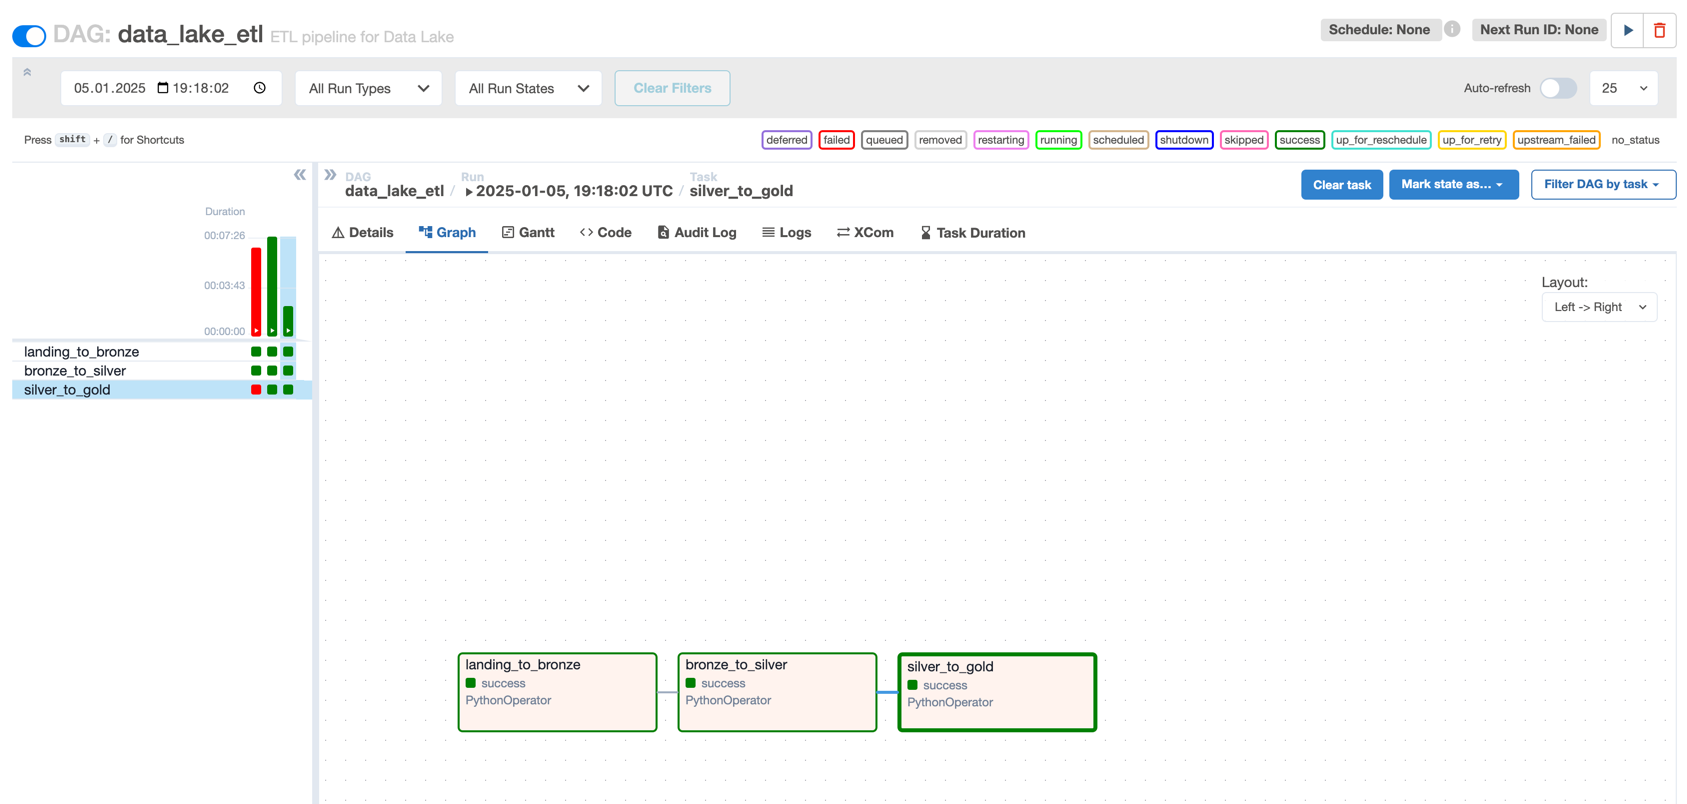 DAG: data_lake_etl ETL pipeline for Data Lake
Schedule: None
Next Run ID: None
05.01.2025 19:18:02
All Run Types
All Run States
Clear Filters
Auto-refresh
25
Press shift + / for Shortcuts
deferred
failed
queued
removed
restarting
running
scheduled
shutdown
skipped
success
up_for_reschedule
up_for_retry
upstream_failed
no_status
DAG
data_lake_etl /
Run
2025-01-05, 19:18:02 UTC /
Task
silver_to_gold
Clear task
Mark state as...
Filter DAG by task
Duration
00:07:26
00:03:43
00:00:00
landing_to_bronze
bronze_to_silver
silver_to_gold
Details
Graph
Gantt
Code
Audit Log
Logs
XCom
Task Duration
Layout:
Left -> Right
landing_to_bronze
success
PythonOperator
bronze_to_silver
success
PythonOperator
silver_to_gold
success
PythonOperator